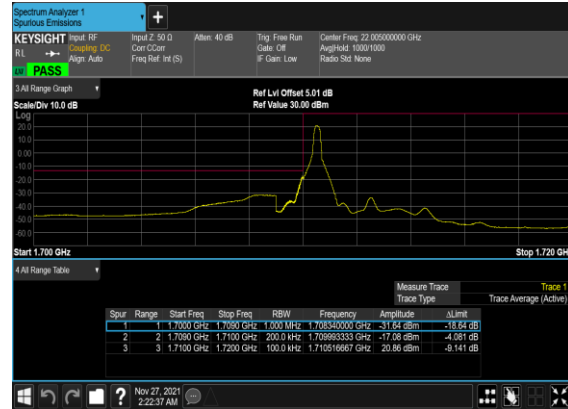 Spectrum Analyzer 1
Spurious Emissions
+
KEYSIGHT Input: RF Input Z: 50 Ω Atten: 40 dB Trig: Free Run Center Freq: 22.005000000 GHz
RL Coupling: DC Corr CCorr Gate: Off Avg|Hold: 1000/1000
Align: Auto Freq Ref: Int (S) IF Gain: Low Radio Std: None
PASS
3 All Range Graph
Ref Lvl Offset 5.01 dB
Scale/Div 10.0 dB Ref Value 30.00 dBm
Log
20.0
10.0
0.00
-10.0
-20.0
-30.0
-40.0
-50.0
-60.0
Start 1.700 GHz Stop 1.720 GH
4 All Range Table
Measure Trace Trace 1
Trace Type Trace Average (Active)
Spur Range Start Freq Stop Freq RBW Frequency Amplitude ΔLimit
1 1 1.7000 GHz 1.7090 GHz 1.000 MHz 1.708340000 GHz -31.64 dBm -18.64 dB
2 2 1.7090 GHz 1.7100 GHz 200.0 kHz 1.709993333 GHz -17.08 dBm -4.081 dB
3 3 1.7100 GHz 1.7200 GHz 100.0 kHz 1.710516667 GHz 20.86 dBm -9.141 dB
? Nov 27, 2021
2:22:37 AM